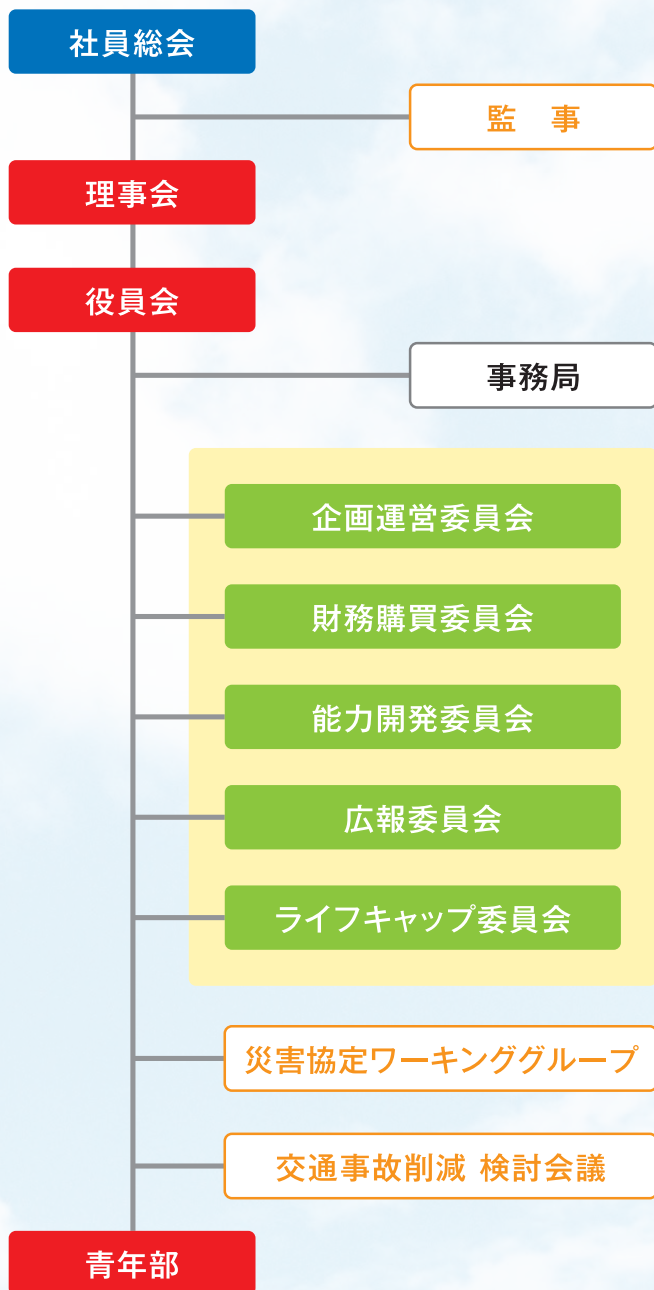 社員総会
監　事
理事会
役員会
事務局
企画運営委員会
財務購買委員会
能力開発委員会
広報委員会
ライフキャップ委員会
災害協定ワーキンググループ
交通事故削減 検討会議
青年部